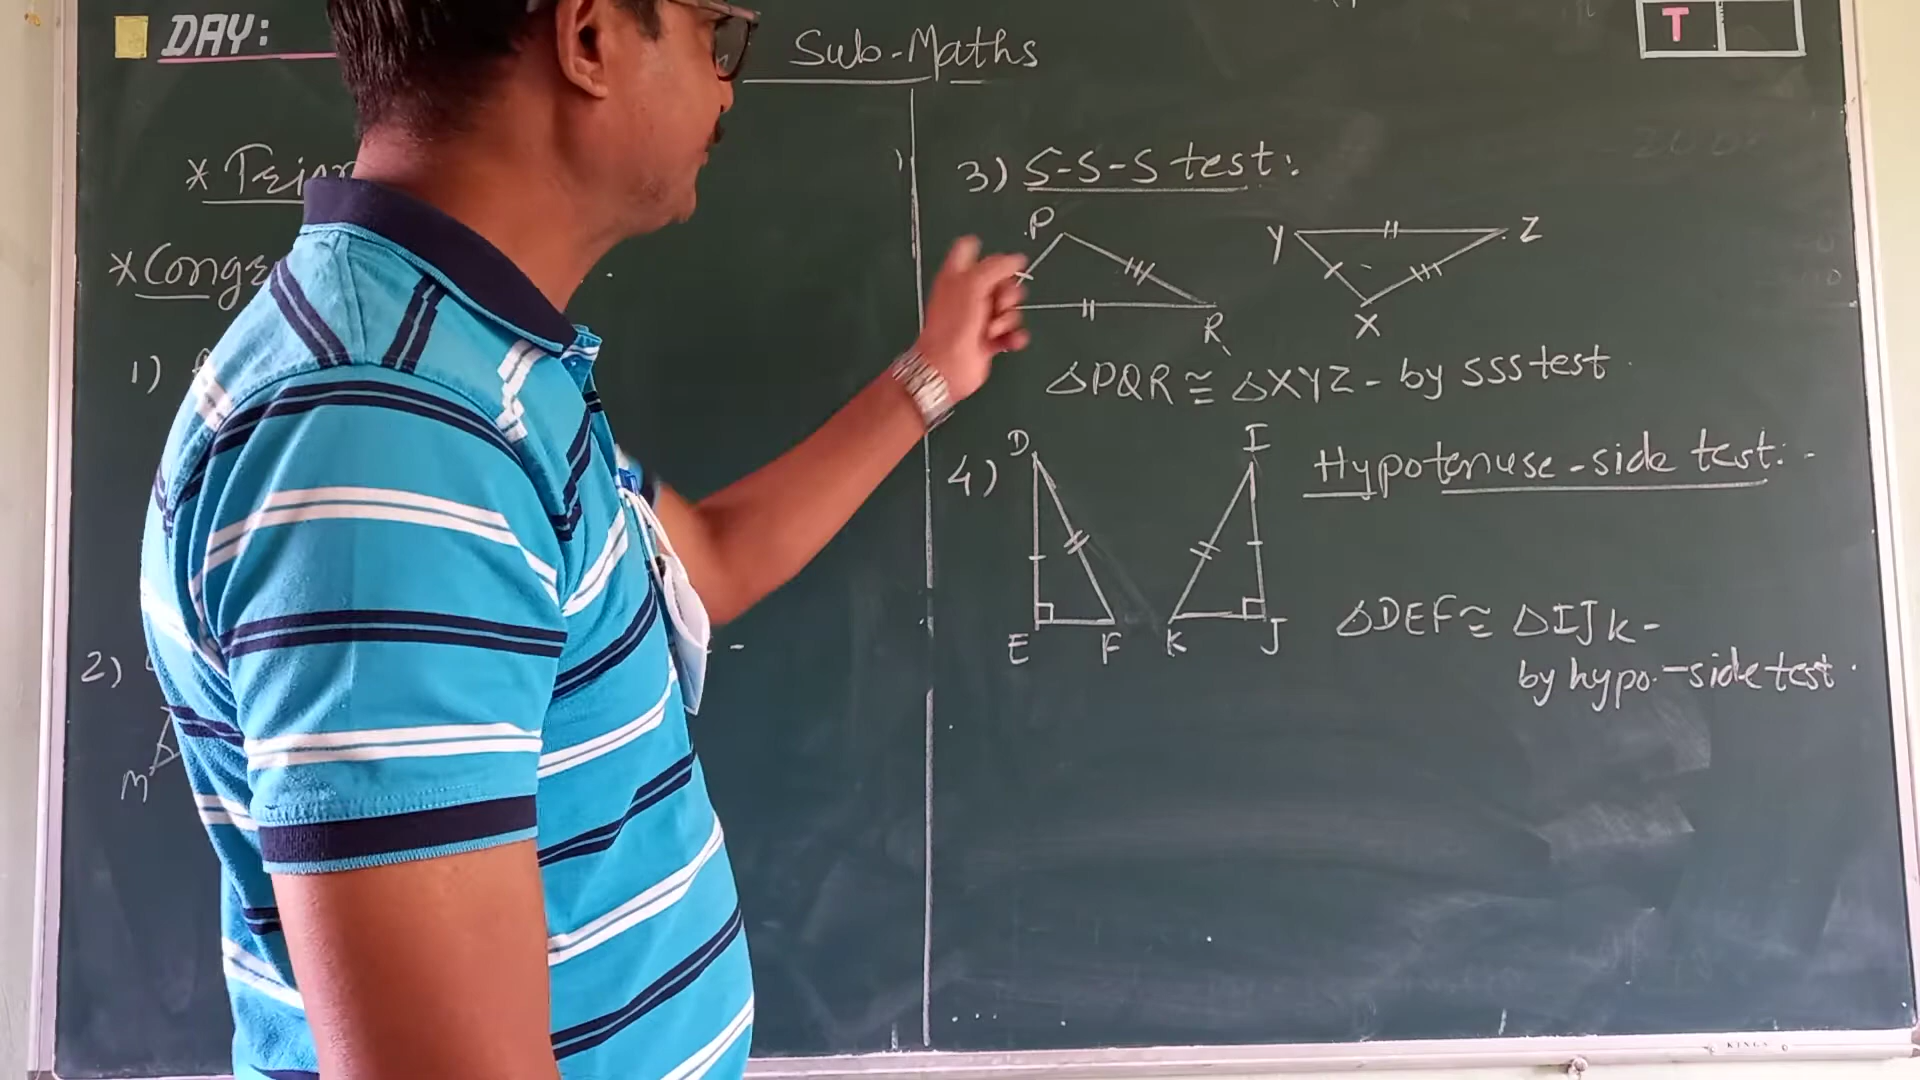 DAY:
Sub-Maths
T
*
*
1)
2)
M
3) S-S-S test:
P
R
Y
Z
X
△PQR ≅ △XYZ - by SSS test.
4)
Hypotenuse-side test:-
D
E
F
I
K
J
△DEF ≅ △IJK -
by hypo.-side test.
KINGS